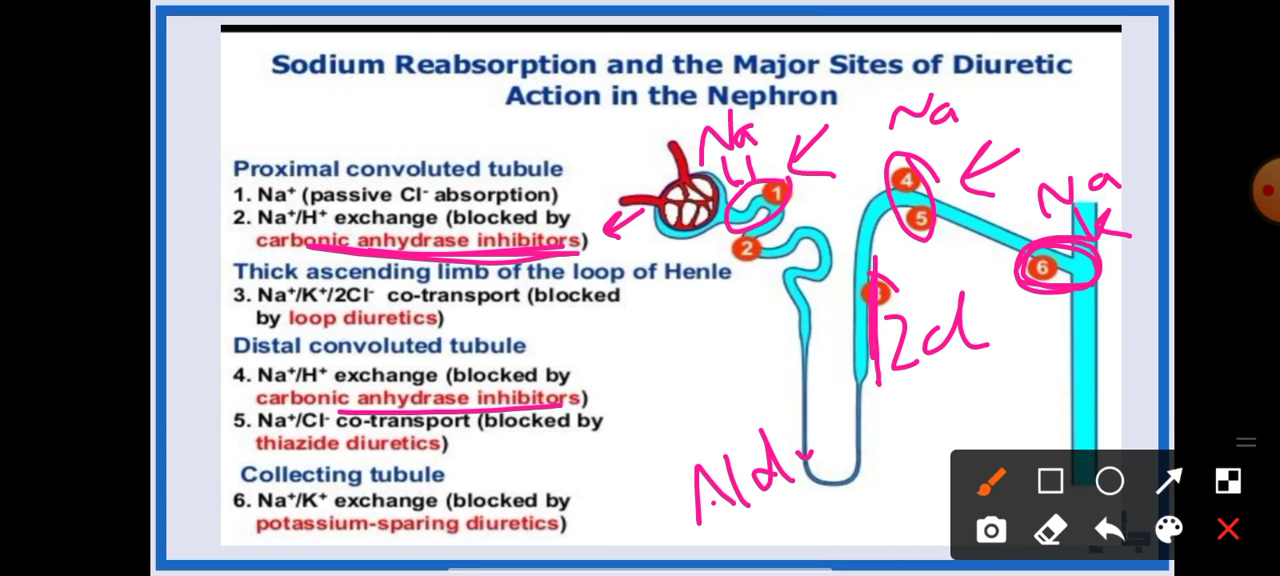 Sodium Reabsorption and the Major Sites of Diuretic
Action in the Nephron
Proximal convoluted tubule
1. Na⁺ (passive Cl⁻ absorption)
2. Na⁺/H⁺ exchange (blocked by
carbonic anhydrase inhibitors)
Thick ascending limb of the loop of Henle
3. Na⁺/K⁺/2Cl⁻ co-transport (blocked
by loop diuretics)
Distal convoluted tubule
4. Na⁺/H⁺ exchange (blocked by
carbonic anhydrase inhibitors)
5. Na⁺/Cl⁻ co-transport (blocked by
thiazide diuretics)
Collecting tubule
6. Na⁺/K⁺ exchange (blocked by
potassium-sparing diuretics)
Na
Na
Na
1
2
4
5
6
Ald